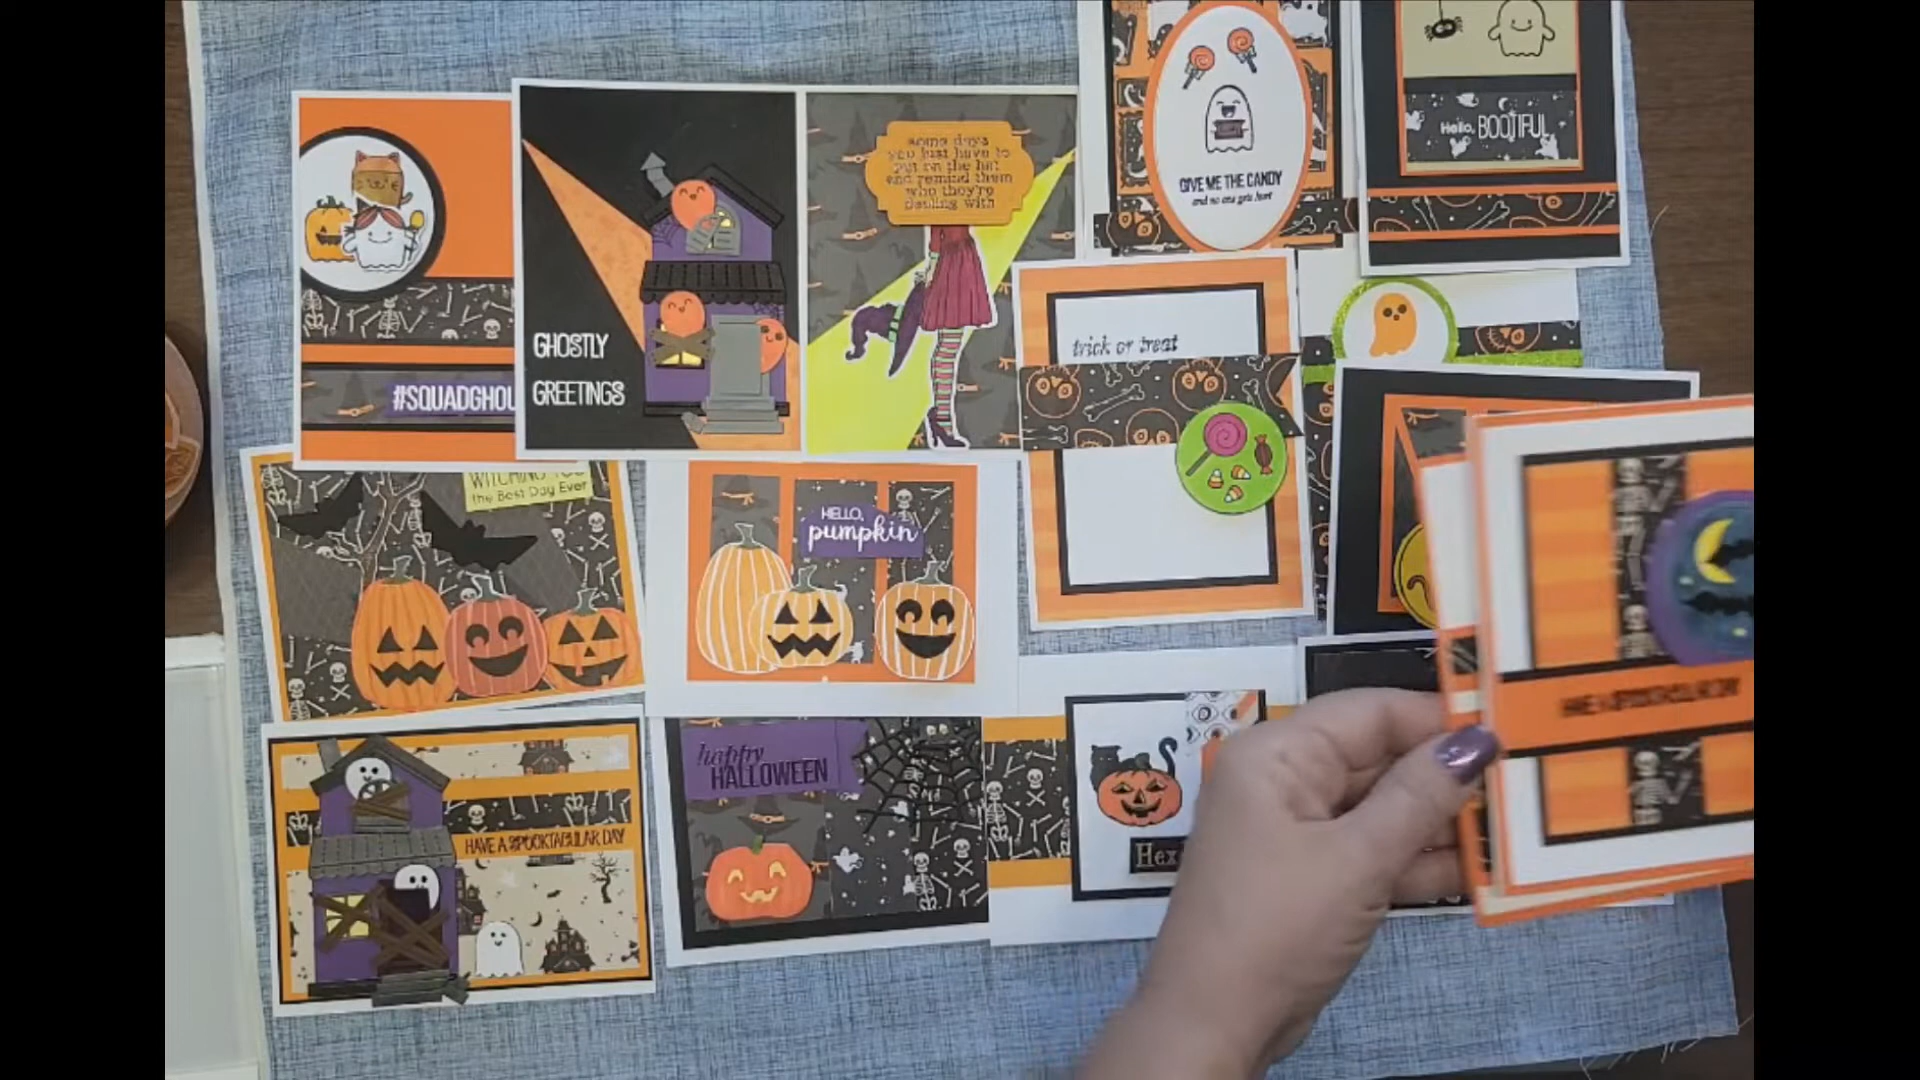 GIVE ME THE CANDY
and no one gets hurt
Hello, BOOTIFUL
some days
you just have to
put on the hat
and remind them
who they're
dealing with
GHOSTLY
GREETINGS
#SQUADGHOU
trick or treat
WITCHING YOU
the Best Day Ever
HELLO,
pumpkin
happy
HALLOWEEN
HAVE A SPOOKTACULAR DAY
Hex